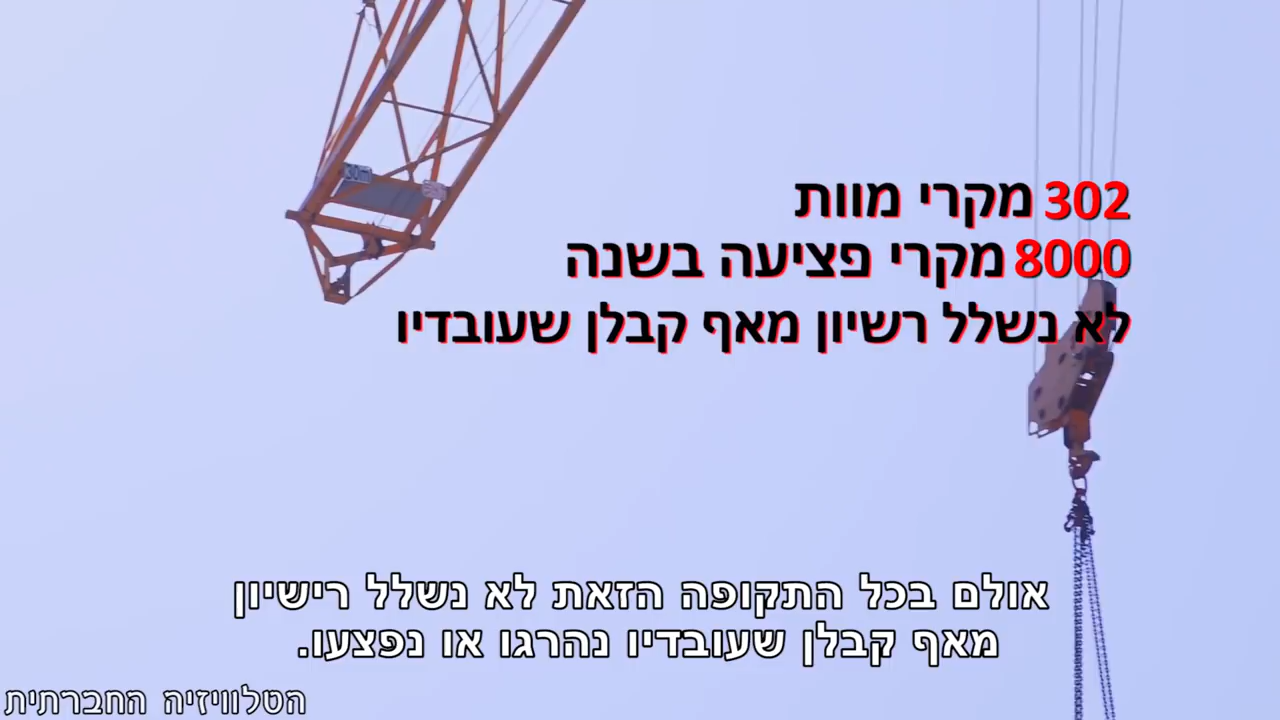 30m
302 מקרי מוות
8000 מקרי פציעה בשנה
לא נשלל רשיון מאף קבלן שעובדיו
אולם בכל התקופה הזאת לא נשלל רישיון
מאף קבלן שעובדיו נהרגו או נפצעו.
הטלוויזיה החברתית